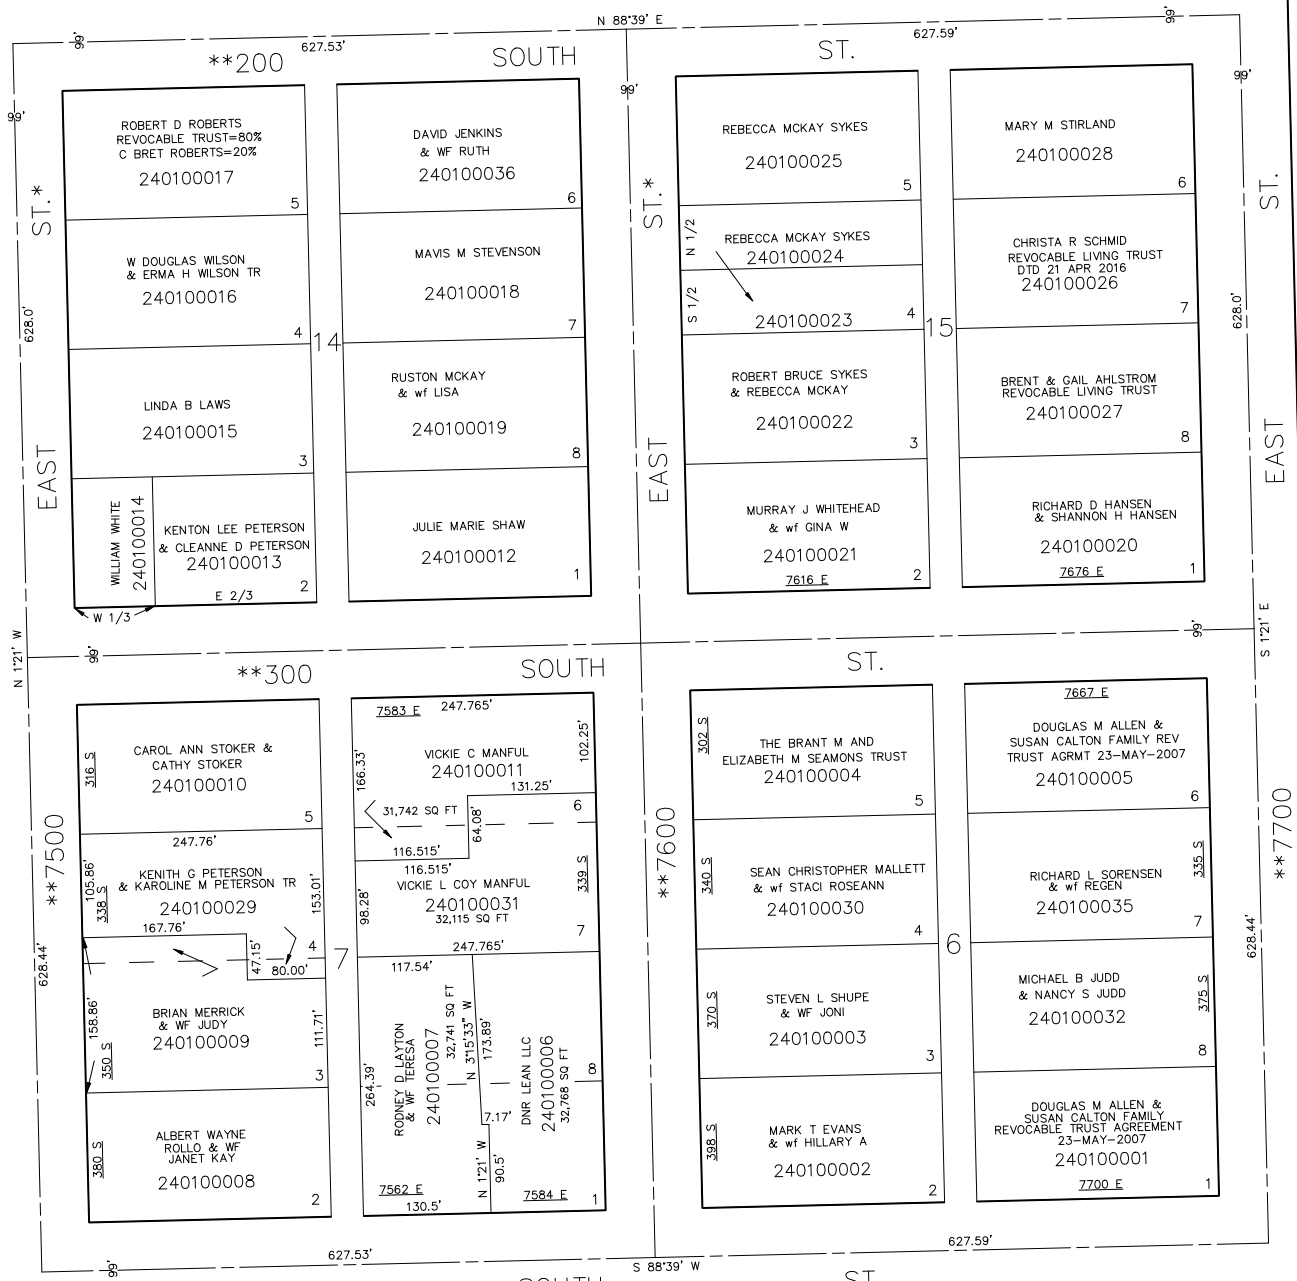 N 88°39' E
99'
627.53'
627.59'
99'
**200
SOUTH
ST.
99'
99'
99'
ROBERT D ROBERTS
REVOCABLE TRUST=80%
C BRET ROBERTS=20%
240100017
5
DAVID JENKINS
& WF RUTH
240100036
6
REBECCA MCKAY SYKES
240100025
5
MARY M STIRLAND
240100028
6
ST.*
ST.*
ST.
W DOUGLAS WILSON
& ERMA H WILSON TR
240100016
4
MAVIS M STEVENSON
240100018
7
N 1/2
REBECCA MCKAY SYKES
240100024
S 1/2
240100023
4
CHRISTA R SCHMID
REVOCABLE LIVING TRUST
DTD 21 APR 2016
240100026
7
628.0'
14
15
628.0'
LINDA B LAWS
240100015
3
RUSTON MCKAY
& wf LISA
240100019
8
ROBERT BRUCE SYKES
& REBECCA MCKAY
240100022
3
BRENT & GAIL AHLSTROM
REVOCABLE LIVING TRUST
240100027
8
EAST
EAST
EAST
WILLIAM WHITE
240100014
KENTON LEE PETERSON
& CLEANNE D PETERSON
240100013
2
E 2/3
W 1/3
JULIE MARIE SHAW
240100012
1
MURRAY J WHITEHEAD
& wf GINA W
240100021
7616 E
2
RICHARD D HANSEN
& SHANNON H HANSEN
240100020
7676 E
1
N 1°21' W
99'
99'
S 1°21' E
**300
SOUTH
ST.
316 S
CAROL ANN STOKER &
CATHY STOKER
240100010
5
7583 E
247.765'
166.33'
102.25'
VICKIE C MANFUL
240100011
131.25'
6
31,742 SQ FT
64.08'
116.515'
302 S
THE BRANT M AND
ELIZABETH M SEAMONS TRUST
240100004
5
7667 E
DOUGLAS M ALLEN &
SUSAN CALTON FAMILY REV
TRUST AGRMT 23-MAY-2007
240100005
6
**7500
**7600
**7700
247.76'
105.86'
338 S
KENITH G PETERSON
& KAROLINE M PETERSON TR
240100029
153.01'
167.76'
47.15'
80.00'
4
116.515'
VICKIE L COY MANFUL
240100031
32,115 SQ FT
98.28'
339 S
7
247.765'
340 S
SEAN CHRISTOPHER MALLETT
& wf STACI ROSEANN
240100030
4
RICHARD L SORENSEN
& wf REGEN
240100035
335 S
7
628.44'
7
6
628.44'
158.86'
350 S
BRIAN MERRICK
& WF JUDY
240100009
111.71'
3
117.54'
264.39'
RODNEY D LAYTON
& WF TERESA
240100007
32,741 SQ FT
N 3°15'33" W
173.89'
7.17'
N 1°21' W
90.5'
7562 E
130.5'
DNR LEAN LLC
240100006
32,768 SQ FT
8
7584 E
1
370 S
STEVEN L SHUPE
& WF JONI
240100003
3
MICHAEL B JUDD
& NANCY S JUDD
240100032
375 S
8
380 S
ALBERT WAYNE
ROLLO & WF
JANET KAY
240100008
2
398 S
MARK T EVANS
& wf HILLARY A
240100002
2
DOUGLAS M ALLEN &
SUSAN CALTON FAMILY
REVOCABLE TRUST AGREEMENT
23-MAY-2007
240100001
7700 E
1
99'
627.53'
S 88°39' W
627.59'
SOUTH
ST.